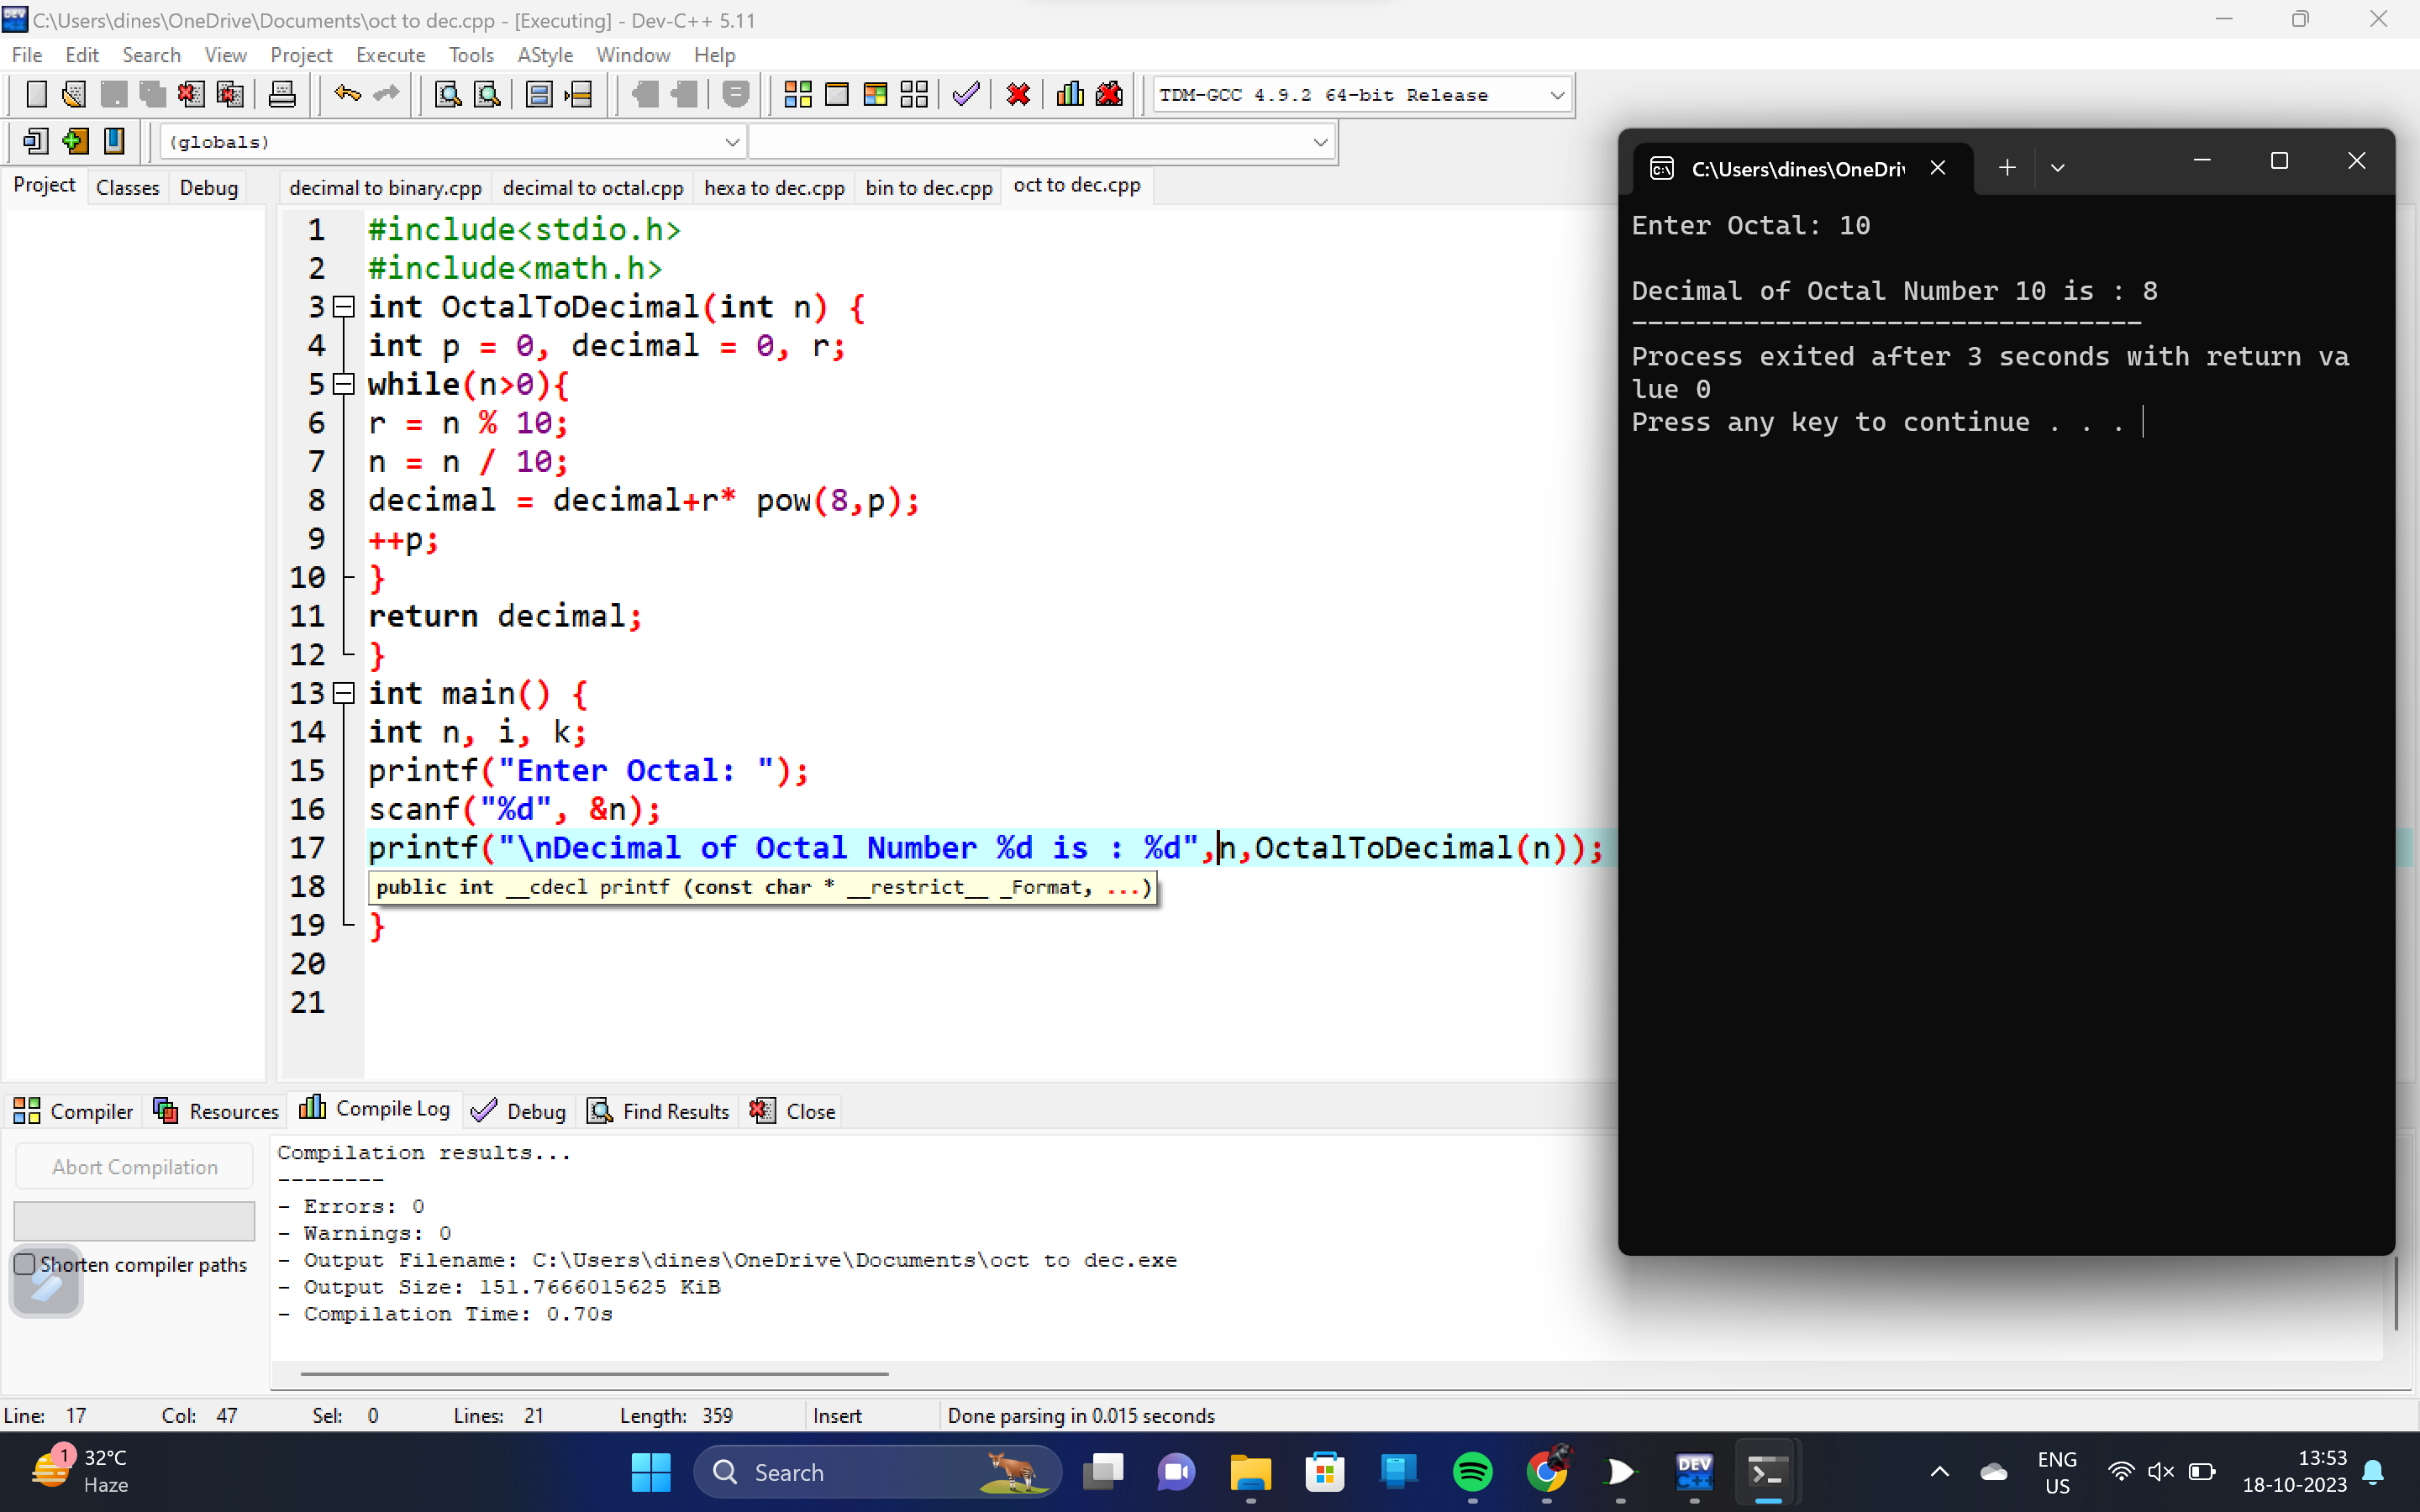 C:\Users\dines\OneDrive\Documents\oct to dec.cpp - [Executing] - Dev-C++ 5.11
File Edit Search View Project Execute Tools AStyle Window Help
TDM-GCC 4.9.2 64-bit Release
(globals)
Project Classes Debug
decimal to binary.cpp decimal to octal.cpp hexa to dec.cpp bin to dec.cpp oct to dec.cpp
1 #include<stdio.h>
2 #include<math.h>
3 int OctalToDecimal(int n) {
4 int p = 0, decimal = 0, r;
5 while(n>0){
6 r = n % 10;
7 n = n / 10;
8 decimal = decimal+r* pow(8,p);
9 ++p;
10 }
11 return decimal;
12 }
13 int main() {
14 int n, i, k;
15 printf("Enter Octal: ");
16 scanf("%d", &n);
17 printf("\nDecimal of Octal Number %d is : %d",n,OctalToDecimal(n));
18 public int __cdecl printf (const char * __restrict__ _Format, ...)
19 }
20
21
C:\Users\dines\OneDri
Enter Octal: 10
Decimal of Octal Number 10 is : 8
--------------------------------
Process exited after 3 seconds with return va
lue 0
Press any key to continue . . .
Compiler Resources Compile Log Debug Find Results Close
Abort Compilation
Shorten compiler paths
Compilation results...
--------
- Errors: 0
- Warnings: 0
- Output Filename: C:\Users\dines\OneDrive\Documents\oct to dec.exe
- Output Size: 151.7666015625 KiB
- Compilation Time: 0.70s
Line: 17 Col: 47 Sel: 0 Lines: 21 Length: 359 Insert Done parsing in 0.015 seconds
1
32°C
Haze
Search
DEV
C++
ENG
US
13:53
18-10-2023